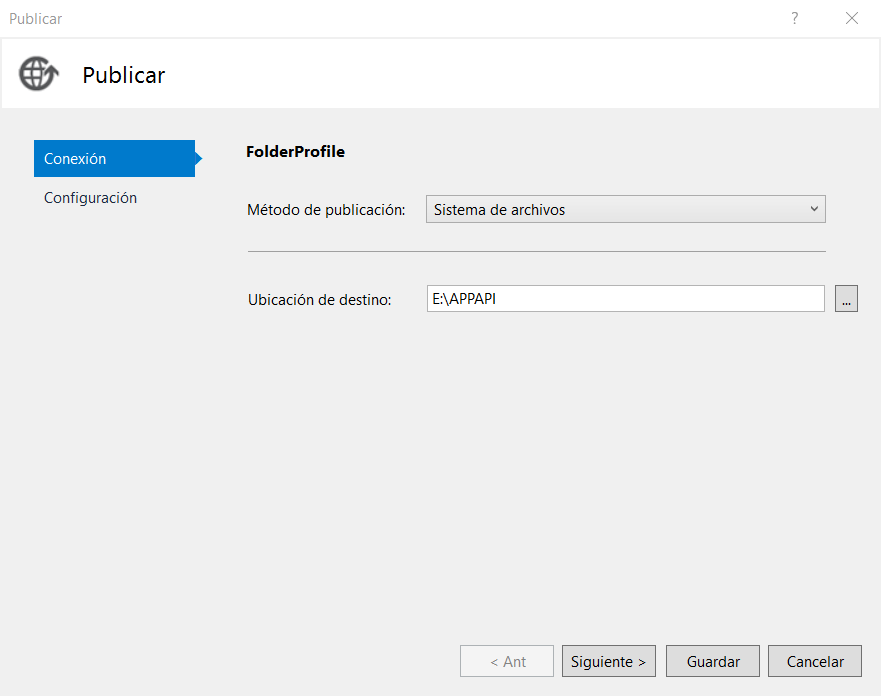 Publicar
?
Publicar
Conexión
Configuración
FolderProfile
Método de publicación: Sistema de archivos
Ubicación de destino: E:\APPAPI ...
< Ant Siguiente > Guardar Cancelar